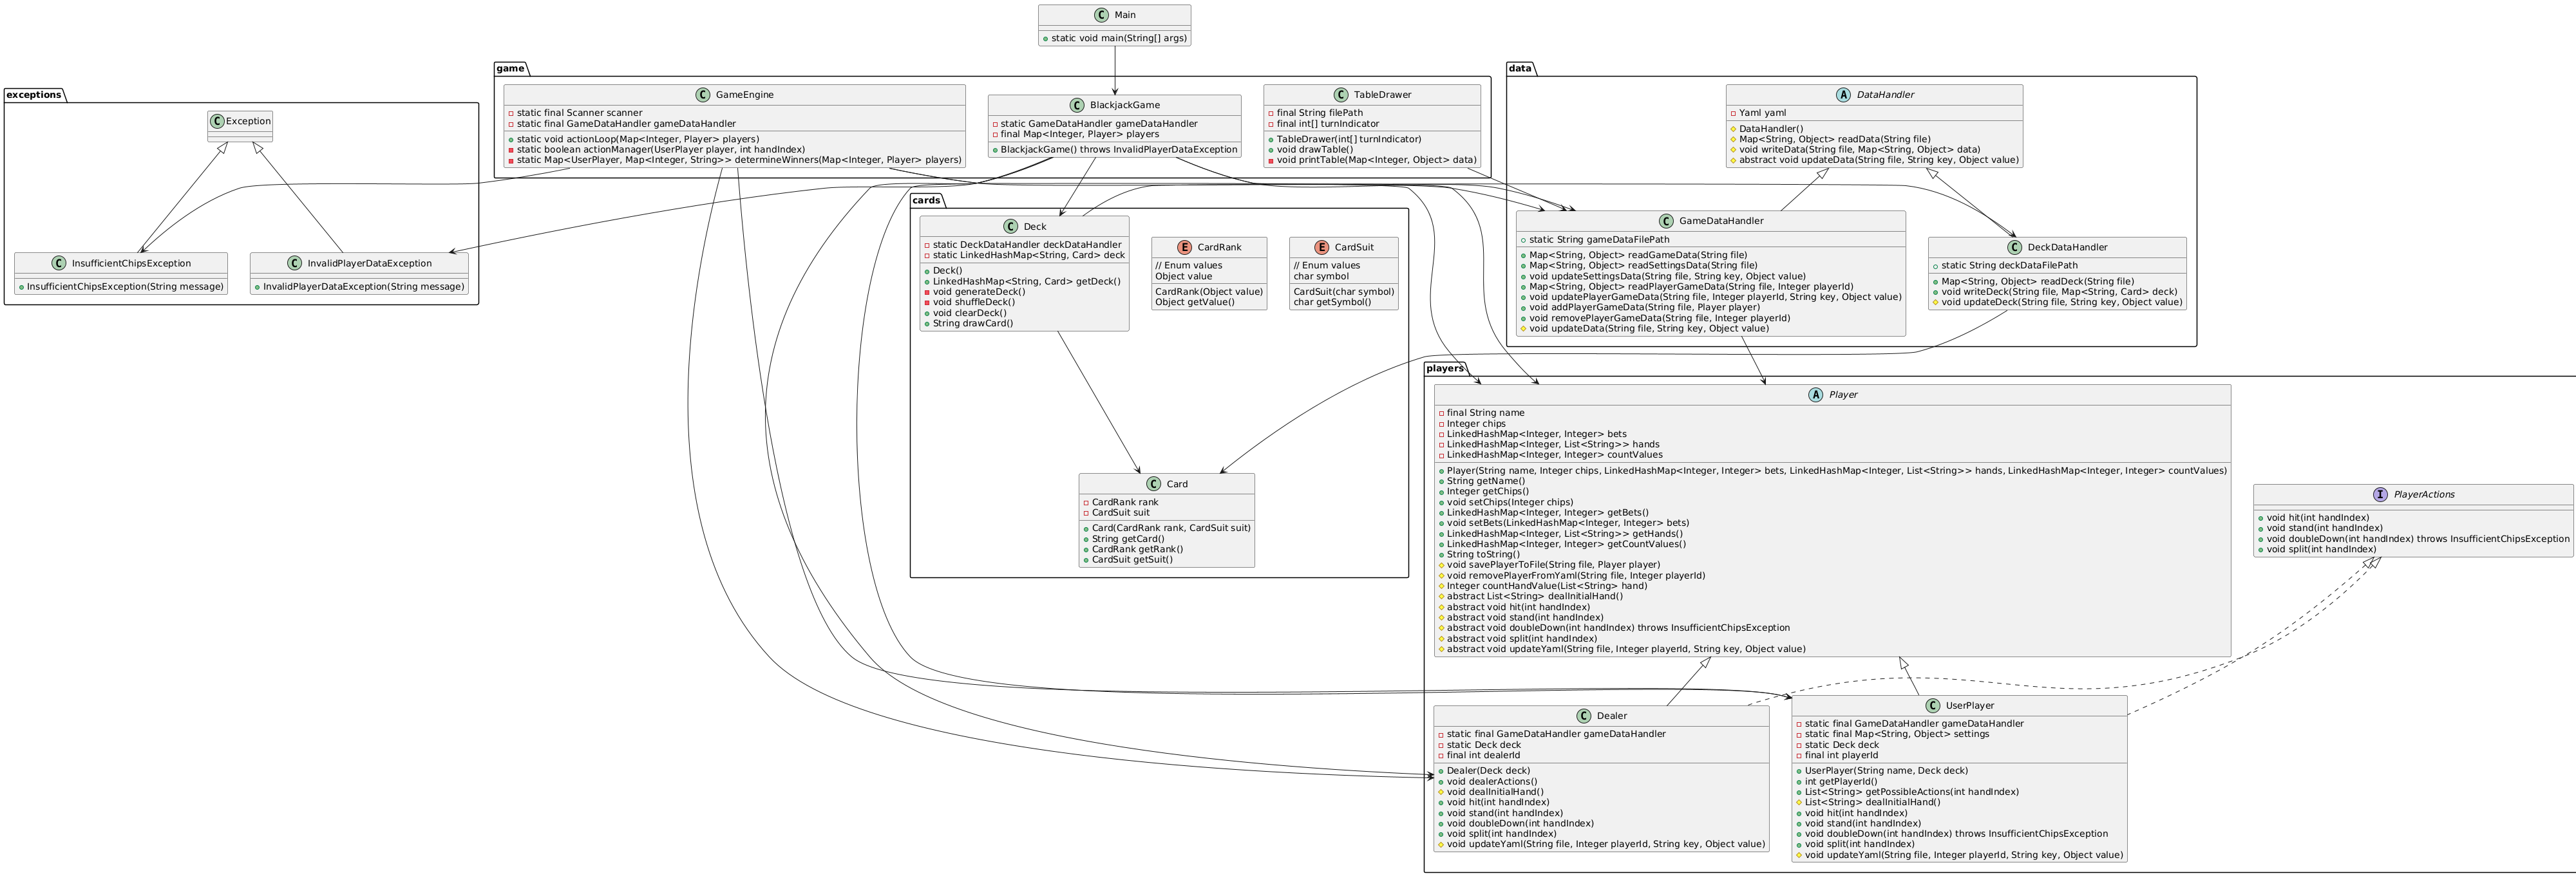 Main
static void main(String[] args)
game
GameEngine
static final Scanner scanner
static final GameDataHandler gameDataHandler
static void actionLoop(Map<Integer, Player> players)
static boolean actionManager(UserPlayer player, int handIndex)
static Map<UserPlayer, Map<Integer, String>> determineWinners(Map<Integer, Player> players)
BlackjackGame
static GameDataHandler gameDataHandler
final Map<Integer, Player> players
BlackjackGame() throws InvalidPlayerDataException
TableDrawer
final String filePath
final int[] turnIndicator
TableDrawer(int[] turnIndicator)
void drawTable()
void printTable(Map<Integer, Object> data)
data
DataHandler
Yaml yaml
DataHandler()
Map<String, Object> readData(String file)
void writeData(String file, Map<String, Object> data)
abstract void updateData(String file, String key, Object value)
GameDataHandler
static String gameDataFilePath
Map<String, Object> readGameData(String file)
Map<String, Object> readSettingsData(String file)
void updateSettingsData(String file, String key, Object value)
Map<String, Object> readPlayerGameData(String file, Integer playerId)
void updatePlayerGameData(String file, Integer playerId, String key, Object value)
void addPlayerGameData(String file, Player player)
void removePlayerGameData(String file, Integer playerId)
void updateData(String file, String key, Object value)
DeckDataHandler
static String deckDataFilePath
Map<String, Object> readDeck(String file)
void writeDeck(String file, Map<String, Card> deck)
void updateDeck(String file, String key, Object value)
exceptions
Exception
InsufficientChipsException
InsufficientChipsException(String message)
InvalidPlayerDataException
InvalidPlayerDataException(String message)
cards
Deck
static DeckDataHandler deckDataHandler
static LinkedHashMap<String, Card> deck
Deck()
LinkedHashMap<String, Card> getDeck()
void generateDeck()
void shuffleDeck()
void clearDeck()
String drawCard()
CardRank
// Enum values
Object value
CardRank(Object value)
Object getValue()
CardSuit
// Enum values
char symbol
CardSuit(char symbol)
char getSymbol()
Card
CardRank rank
CardSuit suit
Card(CardRank rank, CardSuit suit)
String getCard()
CardRank getRank()
CardSuit getSuit()
players
Player
final String name
Integer chips
LinkedHashMap<Integer, Integer> bets
LinkedHashMap<Integer, List<String>> hands
LinkedHashMap<Integer, Integer> countValues
Player(String name, Integer chips, LinkedHashMap<Integer, Integer> bets, LinkedHashMap<Integer, List<String>> hands, LinkedHashMap<Integer, Integer> countValues)
String getName()
Integer getChips()
void setChips(Integer chips)
LinkedHashMap<Integer, Integer> getBets()
void setBets(LinkedHashMap<Integer, Integer> bets)
LinkedHashMap<Integer, List<String>> getHands()
LinkedHashMap<Integer, Integer> getCountValues()
String toString()
void savePlayerToFile(String file, Player player)
void removePlayerFromYaml(String file, Integer playerId)
Integer countHandValue(List<String> hand)
abstract List<String> dealInitialHand()
abstract void hit(int handIndex)
abstract void stand(int handIndex)
abstract void doubleDown(int handIndex) throws InsufficientChipsException
abstract void split(int handIndex)
abstract void updateYaml(String file, Integer playerId, String key, Object value)
PlayerActions
void hit(int handIndex)
void stand(int handIndex)
void doubleDown(int handIndex) throws InsufficientChipsException
void split(int handIndex)
Dealer
static final GameDataHandler gameDataHandler
static Deck deck
final int dealerId
Dealer(Deck deck)
void dealerActions()
void dealInitialHand()
void hit(int handIndex)
void stand(int handIndex)
void doubleDown(int handIndex)
void split(int handIndex)
void updateYaml(String file, Integer playerId, String key, Object value)
UserPlayer
static final GameDataHandler gameDataHandler
static final Map<String, Object> settings
static Deck deck
final int playerId
UserPlayer(String name, Deck deck)
int getPlayerId()
List<String> getPossibleActions(int handIndex)
List<String> dealInitialHand()
void hit(int handIndex)
void stand(int handIndex)
void doubleDown(int handIndex) throws InsufficientChipsException
void split(int handIndex)
void updateYaml(String file, Integer playerId, String key, Object value)